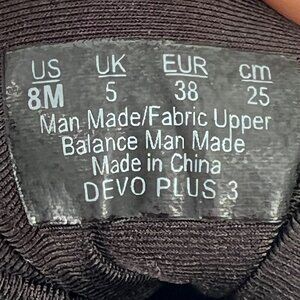 US UK EUR cm
8M 5 38 25
Man Made/Fabric Upper
Balance Man Made
Made in China
DEVO PLUS 3